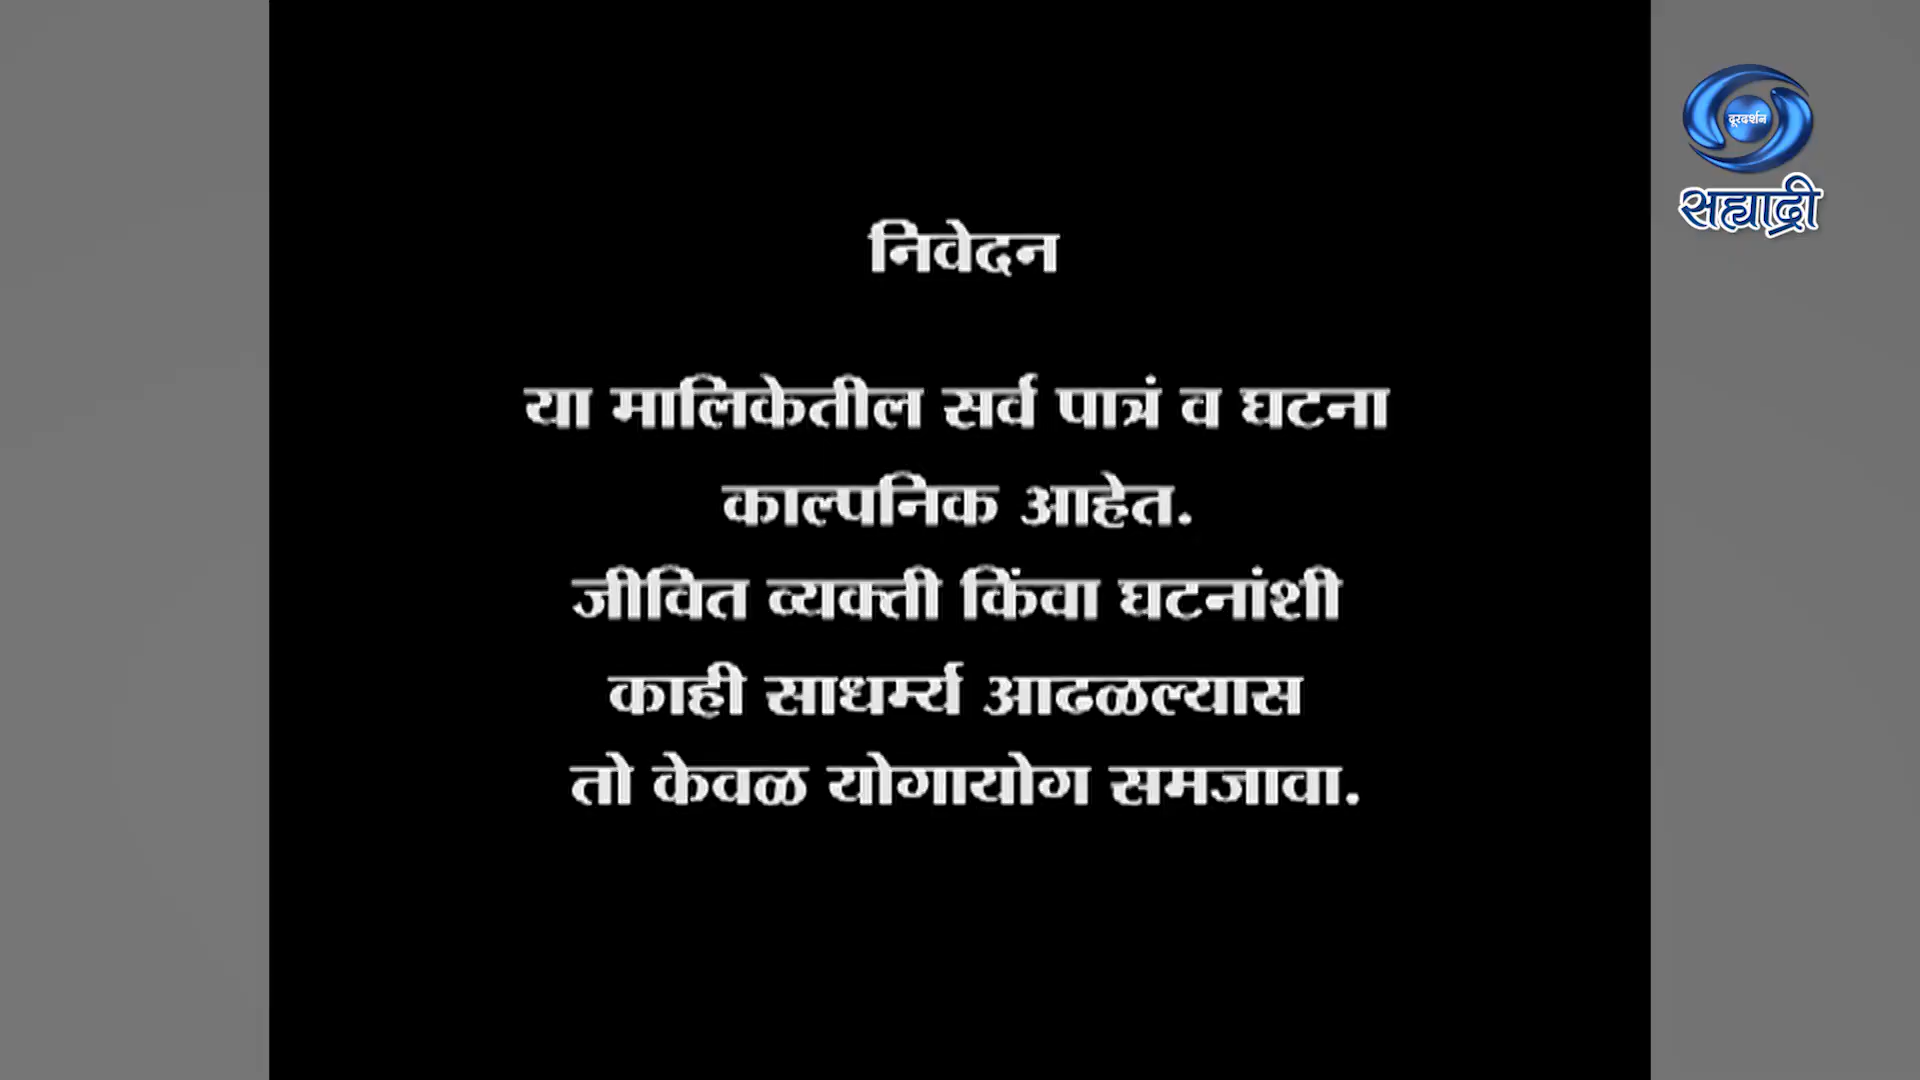 दूरदर्शन
सह्याद्री
निवेदन
या मालिकेतील सर्व पात्रं व घटना
काल्पनिक आहेत.
जीवित व्यक्ती किंवा घटनांशी
काही साधर्म्य आढळल्यास
तो केवळ योगायोग समजावा.